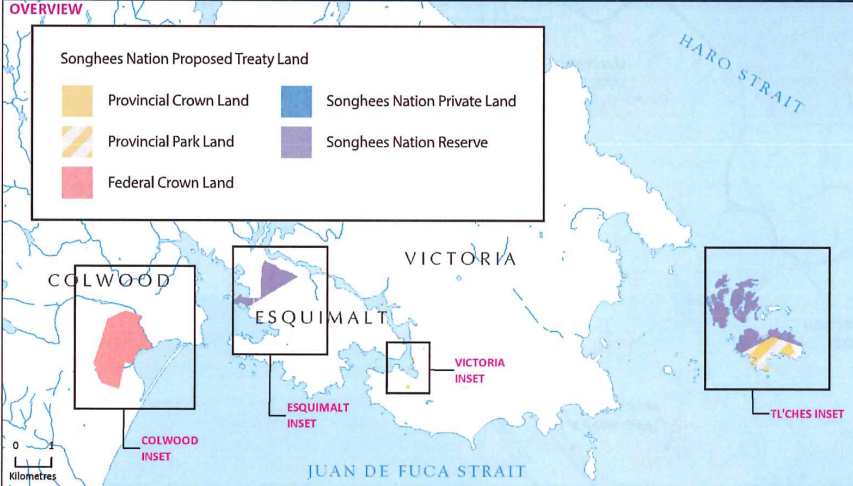 OVERVIEW
Songhees Nation Proposed Treaty Land
Provincial Crown Land
Provincial Park Land
Federal Crown Land
Songhees Nation Private Land
Songhees Nation Reserve
HARO STRAIT
COLWOOD
VICTORIA
ESQUIMALT
VICTORIA
INSET
ESQUIMALT
INSET
COLWOOD
INSET
TL'CHES INSET
0 1
Kilometres
JUAN DE FUCA STRAIT